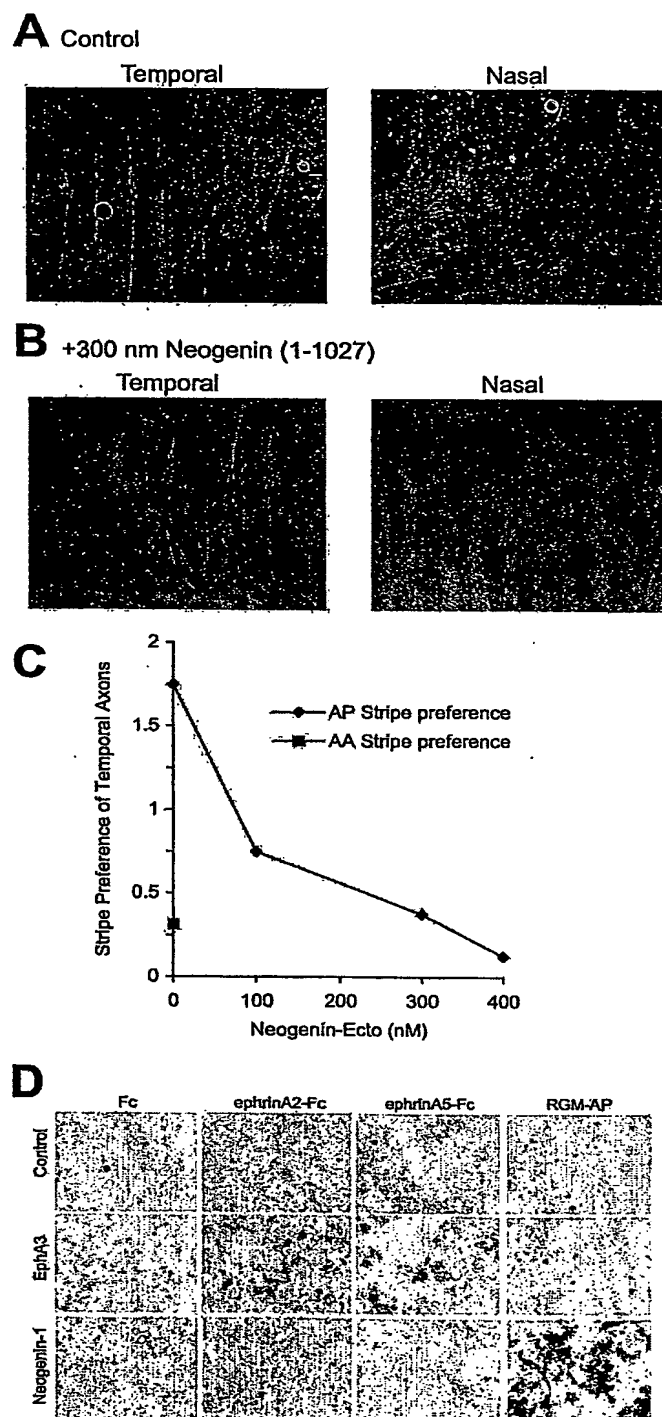 A Control
Temporal Nasal
B +300 nm Neogenin (1-1027)
Temporal Nasal
C
2
1.5
1
0.5
0
Stripe Preference of Temporal Axons
AP Stripe preference
AA Stripe preference
0 100 200 300 400
Neogenin-Ecto (nM)
D
Fc ephrinA2-Fc ephrinA5-Fc RGM-AP
Control
EphA3
Neogenin-1